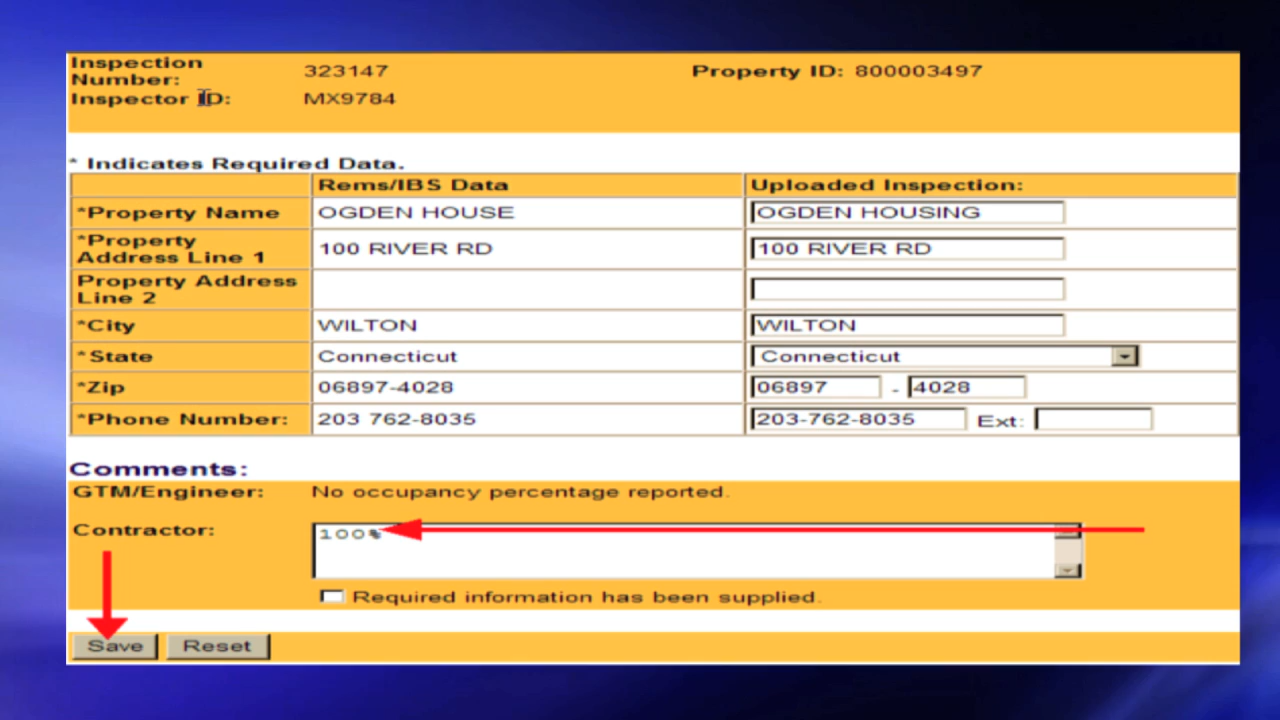 Inspection Number: 323147 Property ID: 800003497
Inspector ID: MX9784
* Indicates Required Data.
Rems/IBS Data Uploaded Inspection:
*Property Name OGDEN HOUSE OGDEN HOUSING
*Property Address Line 1 100 RIVER RD 100 RIVER RD
Property Address Line 2
*City WILTON WILTON
*State Connecticut Connecticut
*Zip 06897-4028 06897 - 4028
*Phone Number: 203 762-8035 203-762-8035 Ext:
Comments:
GTM/Engineer: No occupancy percentage reported.
Contractor: 100%
Required information has been supplied.
Save Reset